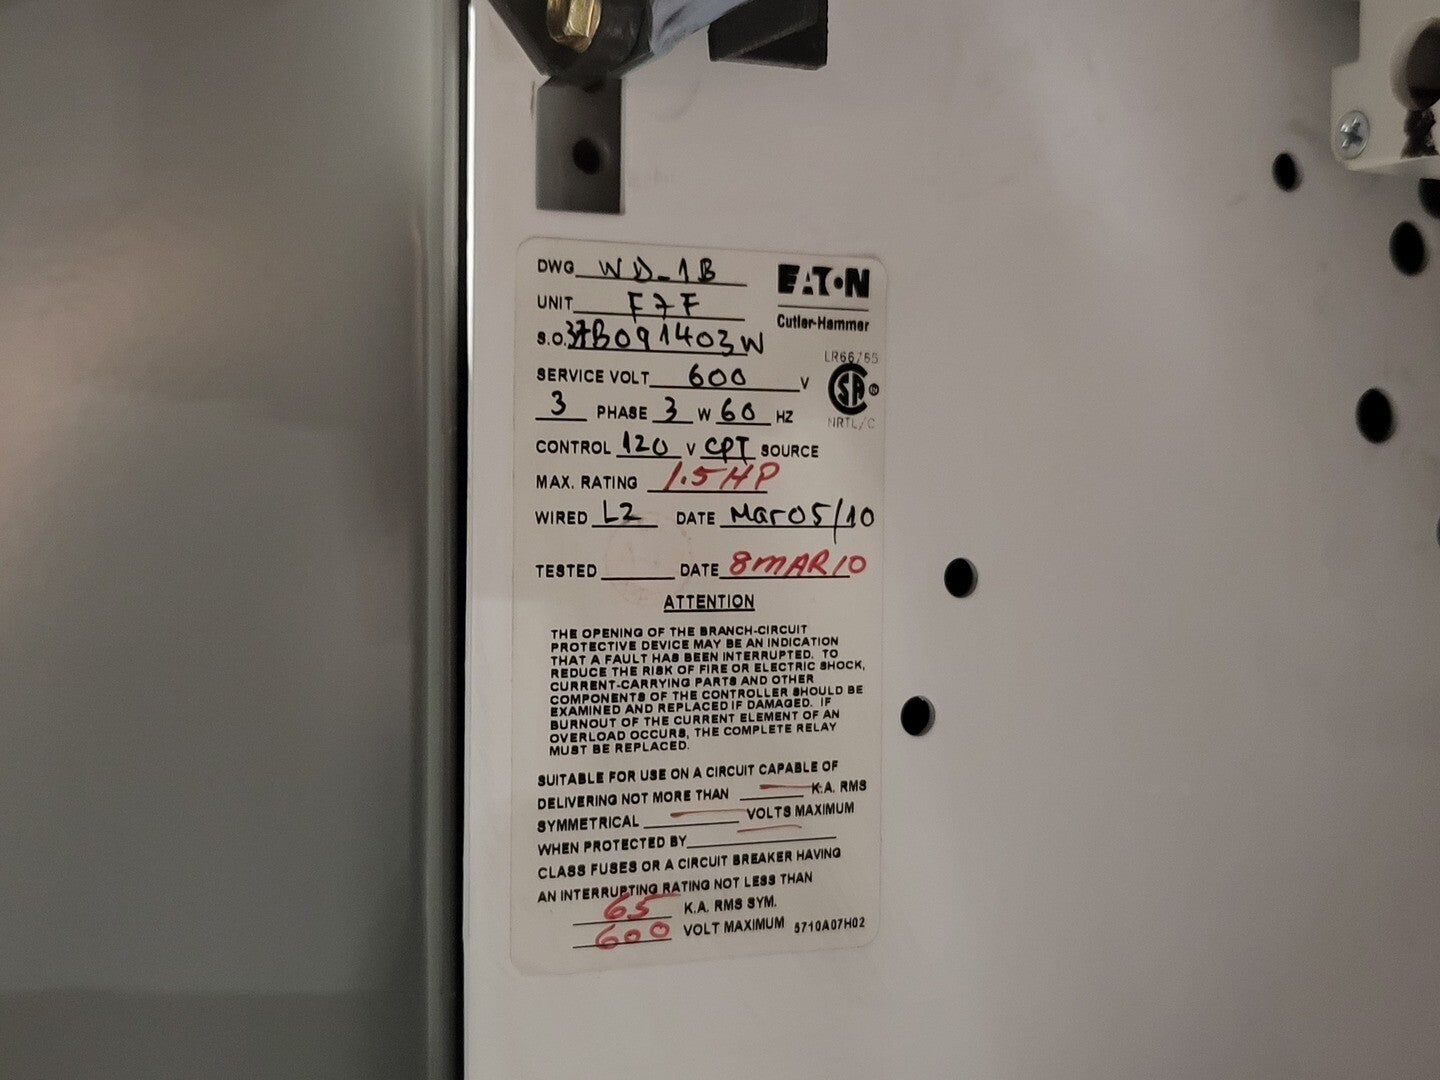 DWG WD-1B
EATON
UNIT F7F
Cutler-Hammer
S.O. 37B091403W
LR66765
SERVICE VOLT 600 V
SA
3 PHASE 3 W 60 HZ
NRTL/C
CONTROL 120 V CPT SOURCE
MAX. RATING 1.5 HP
WIRED L2 DATE Mar05/10
TESTED DATE 8MAR10
ATTENTION
THE OPENING OF THE BRANCH-CIRCUIT
PROTECTIVE DEVICE MAY BE AN INDICATION
THAT A FAULT HAS BEEN INTERRUPTED. TO
REDUCE THE RISK OF FIRE OR ELECTRIC SHOCK,
CURRENT-CARRYING PARTS AND OTHER
COMPONENTS OF THE CONTROLLER SHOULD BE
EXAMINED AND REPLACED IF DAMAGED. IF
BURNOUT OF THE CURRENT ELEMENT OF AN
OVERLOAD OCCURS, THE COMPLETE RELAY
MUST BE REPLACED.
SUITABLE FOR USE ON A CIRCUIT CAPABLE OF
DELIVERING NOT MORE THAN K.A. RMS
SYMMETRICAL VOLTS MAXIMUM
WHEN PROTECTED BY
CLASS FUSES OR A CIRCUIT BREAKER HAVING
AN INTERRUPTING RATING NOT LESS THAN
65 K.A. RMS SYM.
600 VOLT MAXIMUM 5710A07H02